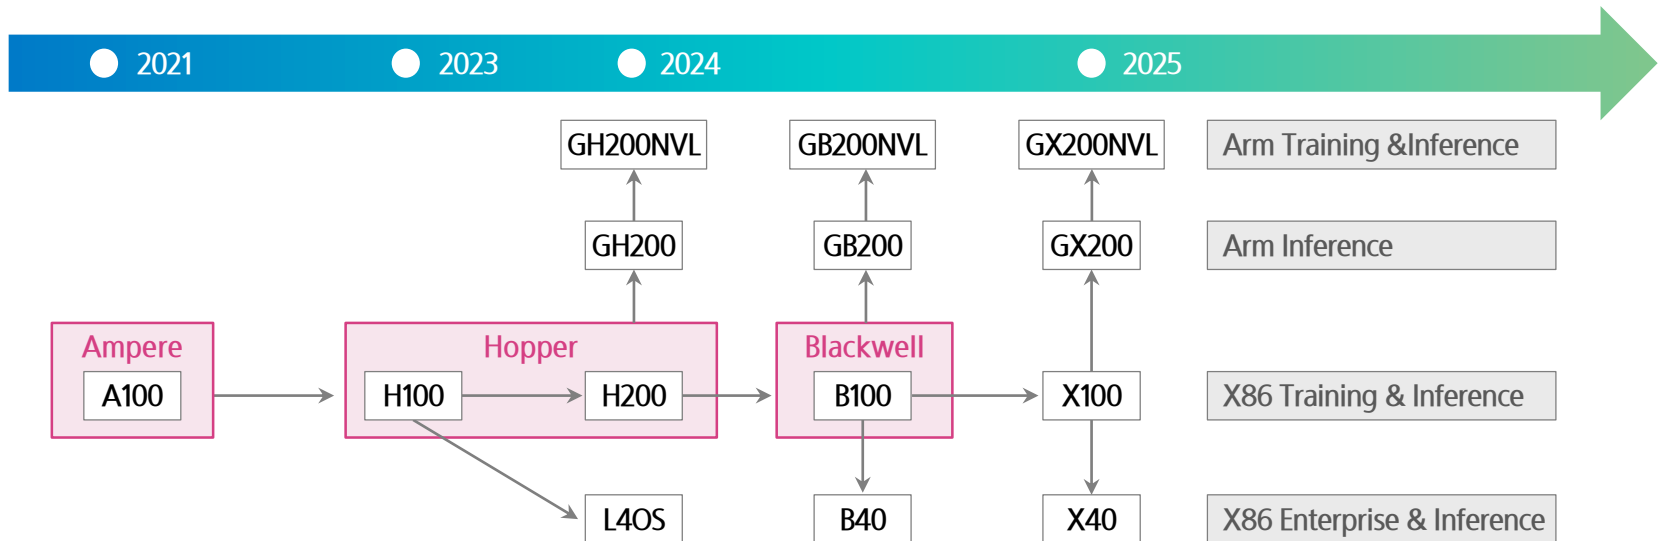 2021
2023
2024
2025
GH200NVL
GB200NVL
GX200NVL
Arm Training &Inference
GH200
GB200
GX200
Arm Inference
Ampere
Hopper
Blackwell
A100
H100
H200
B100
X100
X86 Training & Inference
L4OS
B40
X40
X86 Enterprise & Inference